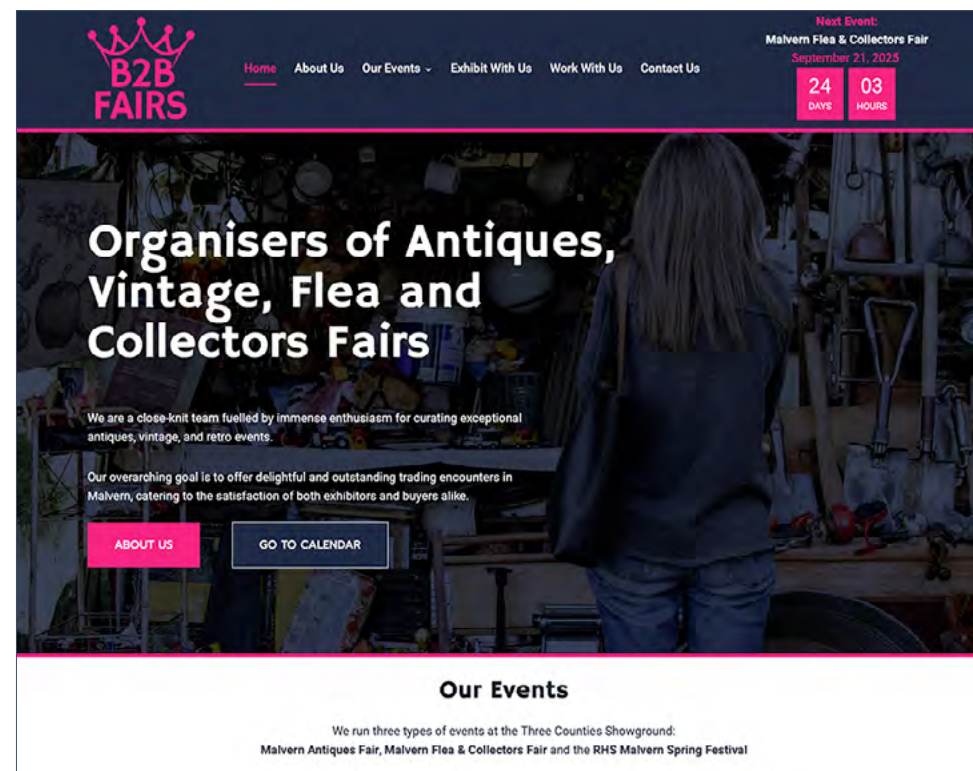 B2B
FAIRS
Home About Us Our Events Exhibit With Us Work With Us Contact Us
Next Event:
Malvern Flea & Collectors Fair
September 21, 2025
24 03
DAYS HOURS
Organisers of Antiques,
Vintage, Flea and
Collectors Fairs
We are a close-knit team fuelled by immense enthusiasm for curating exceptional
antiques, vintage, and retro events.
Our overarching goal is to offer delightful and outstanding trading encounters in
Malvern, catering to the satisfaction of both exhibitors and buyers alike.
ABOUT US GO TO CALENDAR
Our Events
We run three types of events at the Three Counties Showground:
Malvern Antiques Fair, Malvern Flea & Collectors Fair and the RHS Malvern Spring Festival